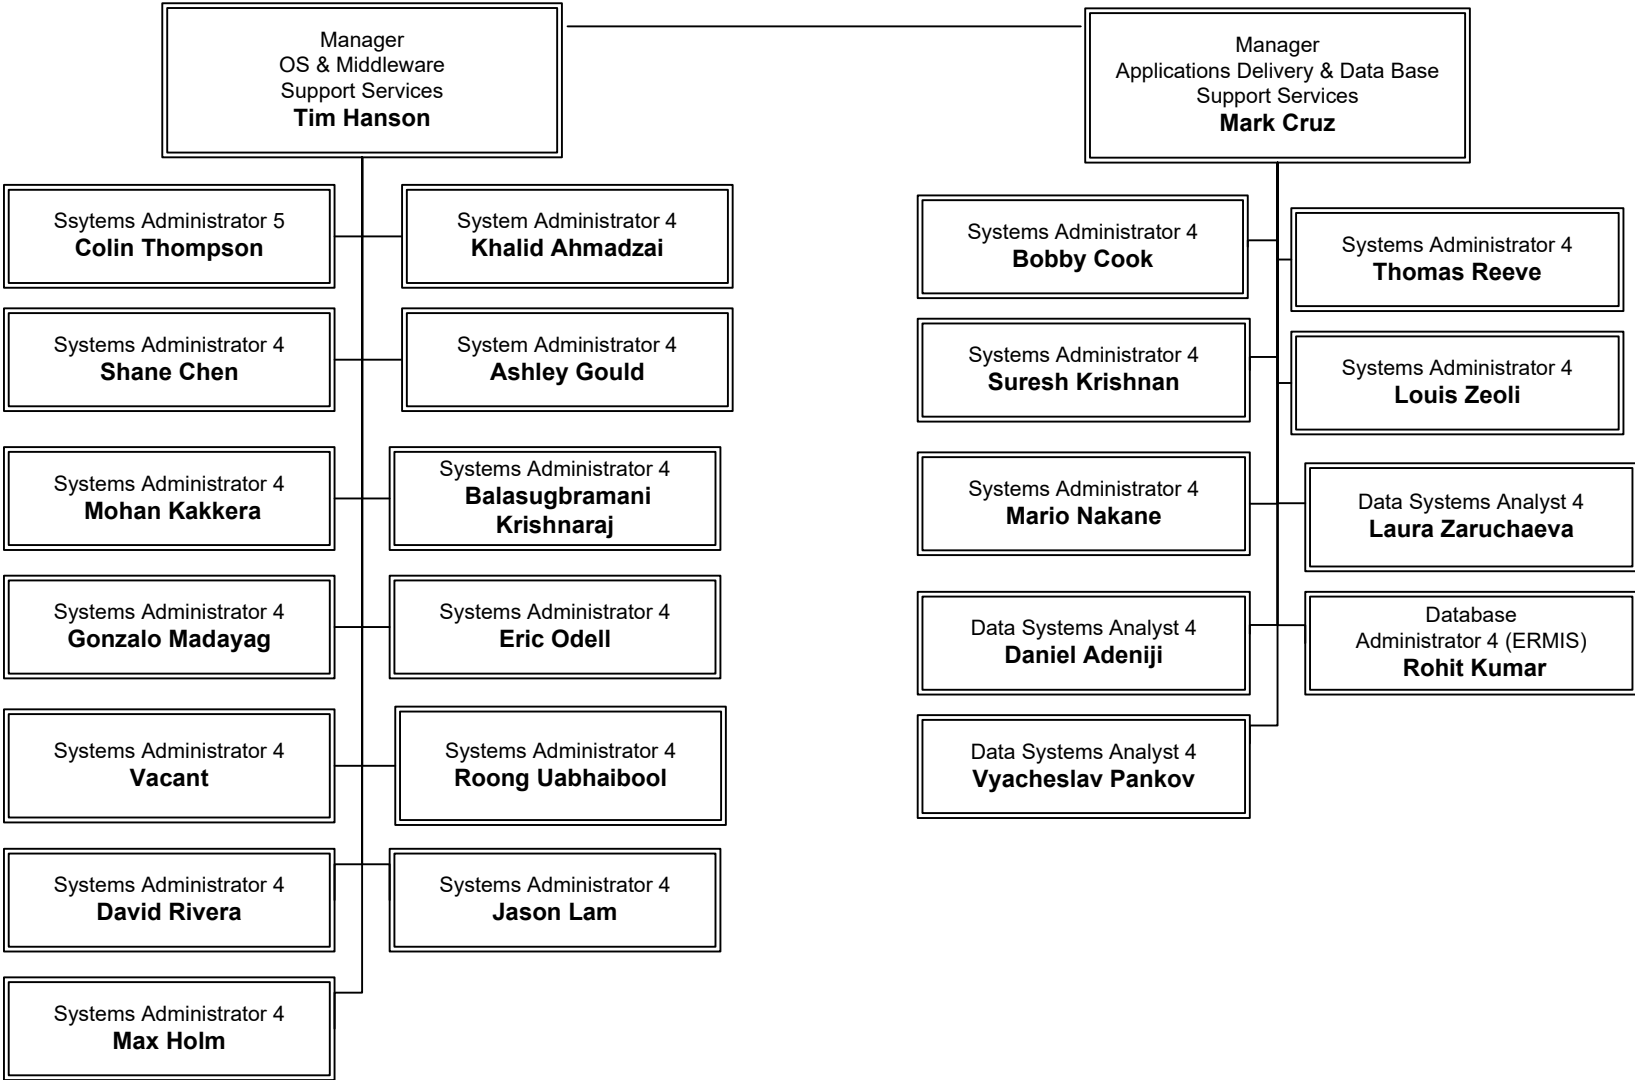 Manager
OS & Middleware
Support Services
Tim Hanson
Manager
Applications Delivery & Data Base
Support Services
Mark Cruz
Ssytems Administrator 5
Colin Thompson
System Administrator 4
Khalid Ahmadzai
Systems Administrator 4
Shane Chen
System Administrator 4
Ashley Gould
Systems Administrator 4
Mohan Kakkera
Systems Administrator 4
Balasugbramani
Krishnaraj
Systems Administrator 4
Gonzalo Madayag
Systems Administrator 4
Eric Odell
Systems Administrator 4
Vacant
Systems Administrator 4
Roong Uabhaibool
Systems Administrator 4
David Rivera
Systems Administrator 4
Jason Lam
Systems Administrator 4
Max Holm
Systems Administrator 4
Bobby Cook
Systems Administrator 4
Thomas Reeve
Systems Administrator 4
Suresh Krishnan
Systems Administrator 4
Louis Zeoli
Systems Administrator 4
Mario Nakane
Data Systems Analyst 4
Laura Zaruchaeva
Data Systems Analyst 4
Daniel Adeniji
Database
Administrator 4 (ERMIS)
Rohit Kumar
Data Systems Analyst 4
Vyacheslav Pankov